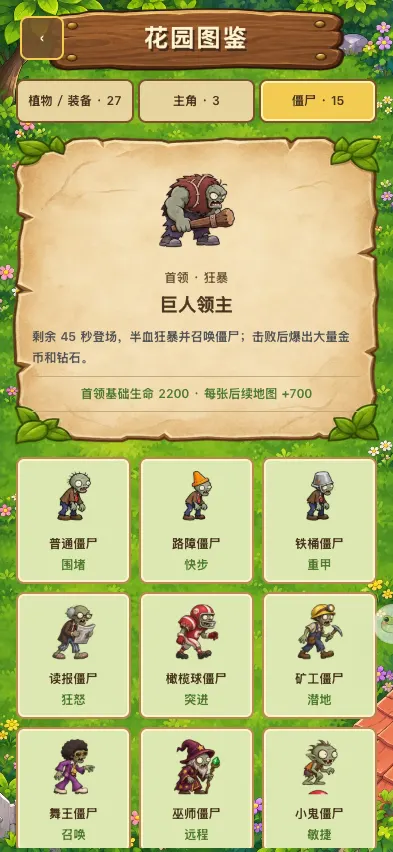 ‹
花园图鉴
植物 / 装备 · 27
主角 · 3
僵尸 · 15
首领 · 狂暴
巨人领主
剩余 45 秒登场，半血狂暴并召唤僵尸；击败后爆出大量金
币和钻石。
首领基础生命 2200 · 每张后续地图 +700
普通僵尸
围堵
路障僵尸
快步
铁桶僵尸
重甲
读报僵尸
狂怒
橄榄球僵尸
突进
矿工僵尸
潜地
舞王僵尸
召唤
巫师僵尸
远程
小鬼僵尸
敏捷